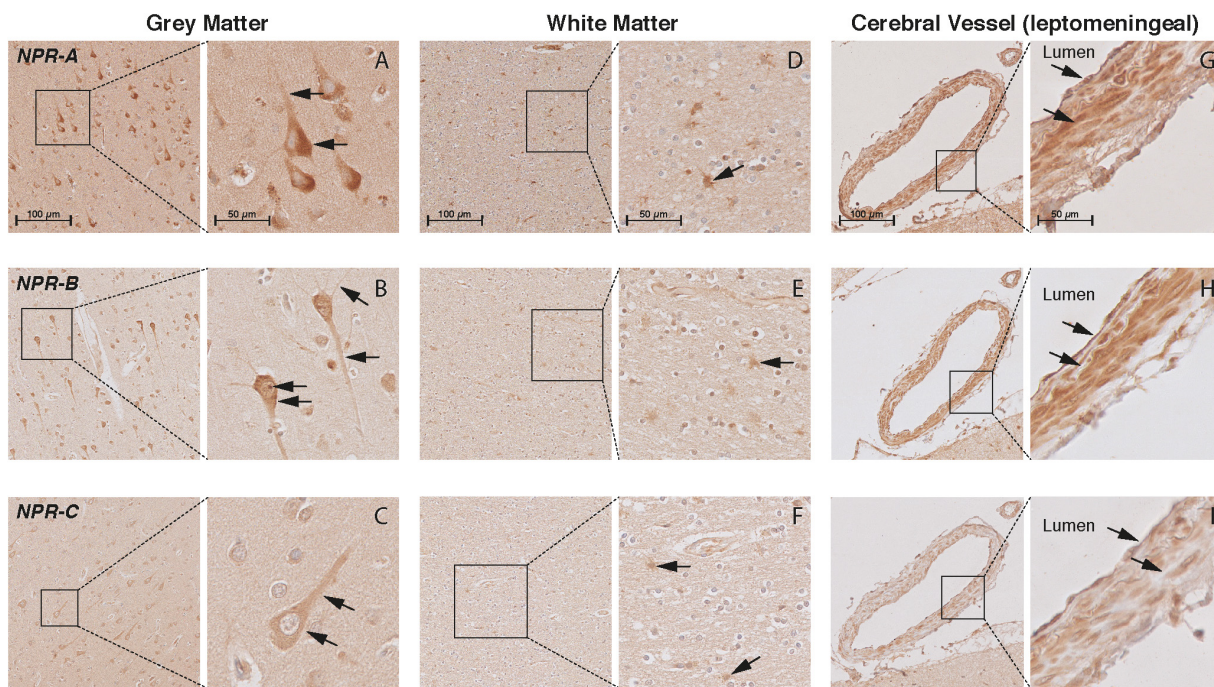 Grey Matter
White Matter
Cerebral Vessel (leptomeningeal)
NPR-A
A
D
Lumen
G
100 µm
50 µm
100 µm
50 µm
100 µm
50 µm
NPR-B
B
E
Lumen
H
NPR-C
C
F
Lumen
I